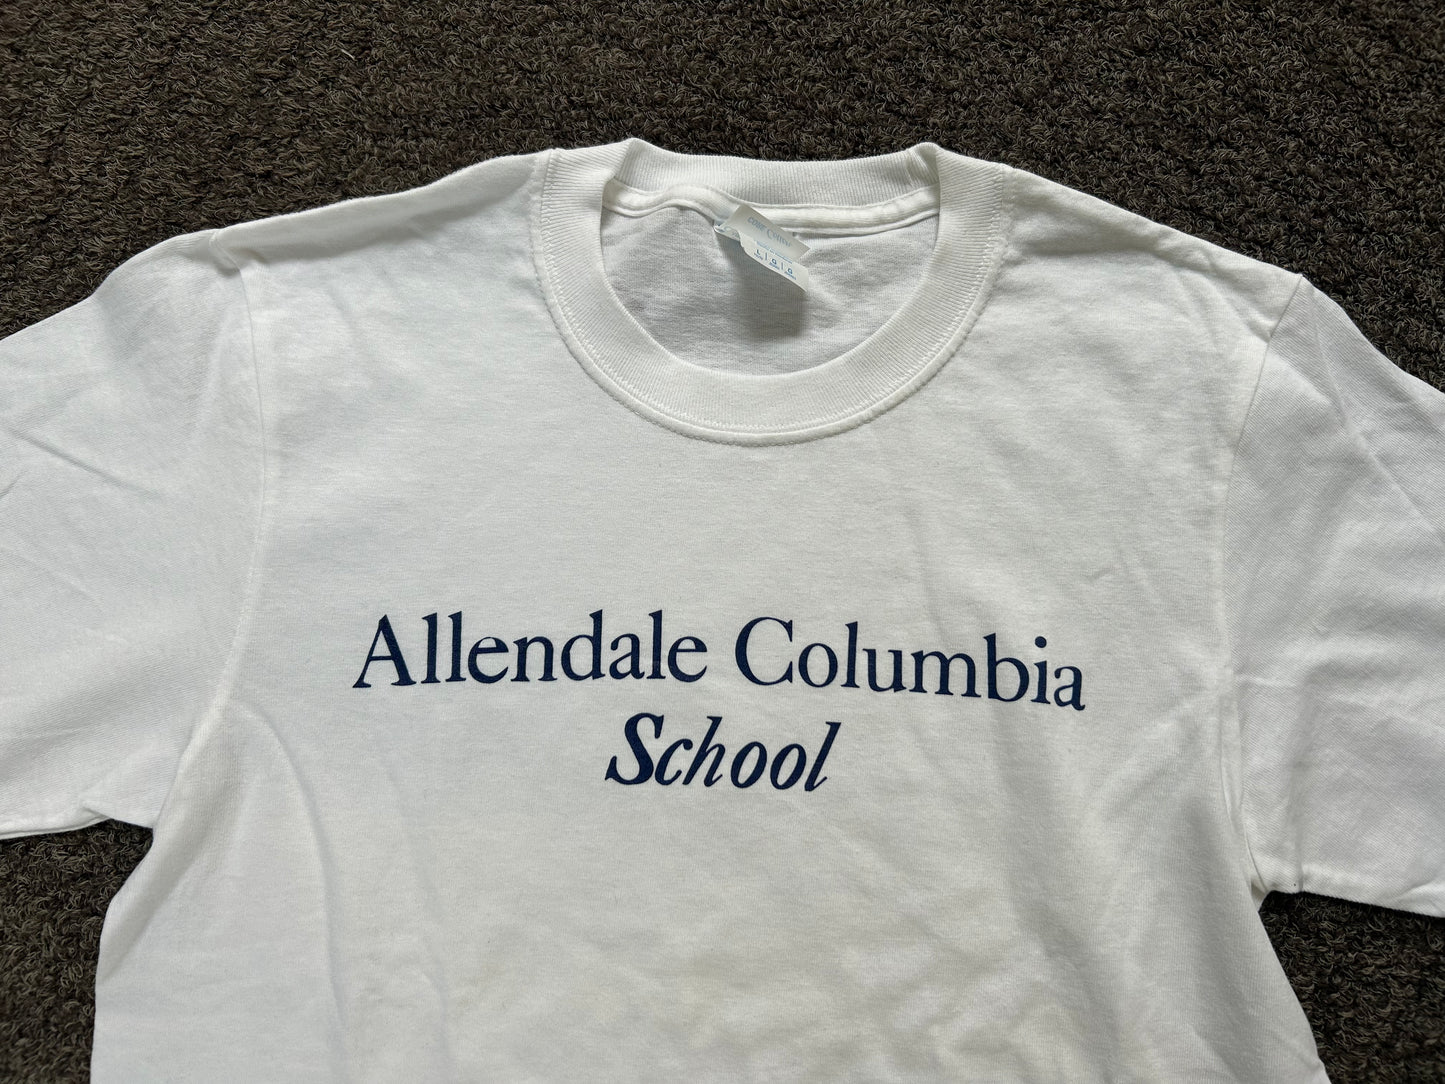 L | G | G
Allendale Columbia
School